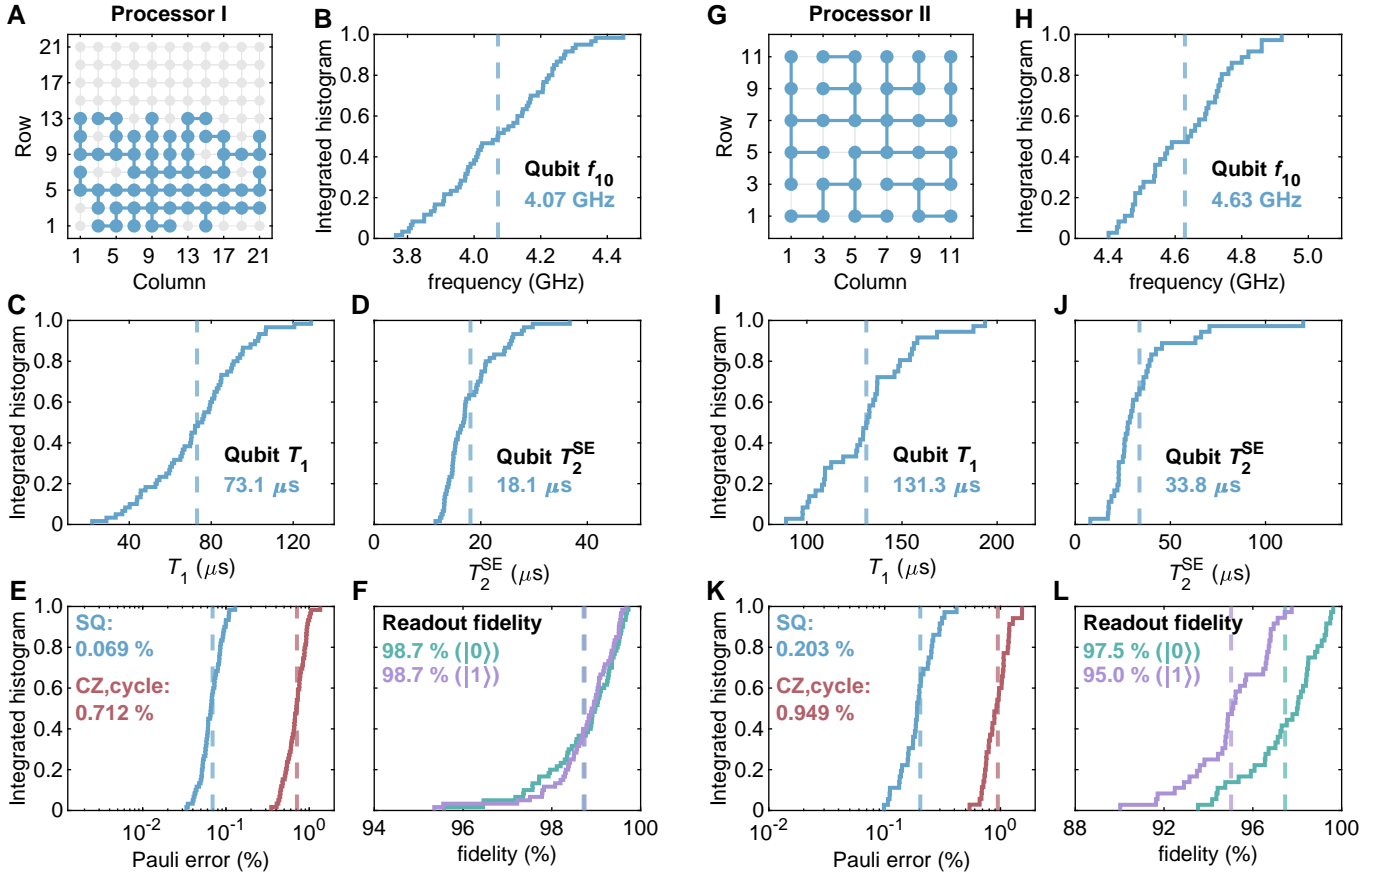 A
Processor I
Row
21
17
13
9
5
1
1 5 9 13 17 21
Column
B
Integrated histogram
1.0
0.8
0.6
0.4
0.2
0
Qubit f10
4.07 GHz
3.8 4.0 4.2 4.4
frequency (GHz)
G
Processor II
Row
11
9
7
5
3
1
1 3 5 7 9 11
Column
H
Integrated histogram
1.0
0.8
0.6
0.4
0.2
0
Qubit f10
4.63 GHz
4.4 4.6 4.8 5.0
frequency (GHz)
C
Integrated histogram
1.0
0.8
0.6
0.4
0.2
0
Qubit T1
73.1 μs
40 80 120
T1 (μs)
D
Qubit T2SE
18.1 μs
0 20 40
T2SE (μs)
I
Integrated histogram
1.0
0.8
0.6
0.4
0.2
0
Qubit T1
131.3 μs
100 150 200
T1 (μs)
J
Qubit T2SE
33.8 μs
0 50 100
T2SE (μs)
E
Integrated histogram
1.0
0.8
0.6
0.4
0.2
0
SQ:
0.069 %
CZ,cycle:
0.712 %
10-2 10-1 100
Pauli error (%)
F
Readout fidelity
98.7 % (|0⟩)
98.7 % (|1⟩)
94 96 98 100
fidelity (%)
K
Integrated histogram
1.0
0.8
0.6
0.4
0.2
0
SQ:
0.203 %
CZ,cycle:
0.949 %
10-2 10-1 100
Pauli error (%)
L
Readout fidelity
97.5 % (|0⟩)
95.0 % (|1⟩)
88 92 96 100
fidelity (%)